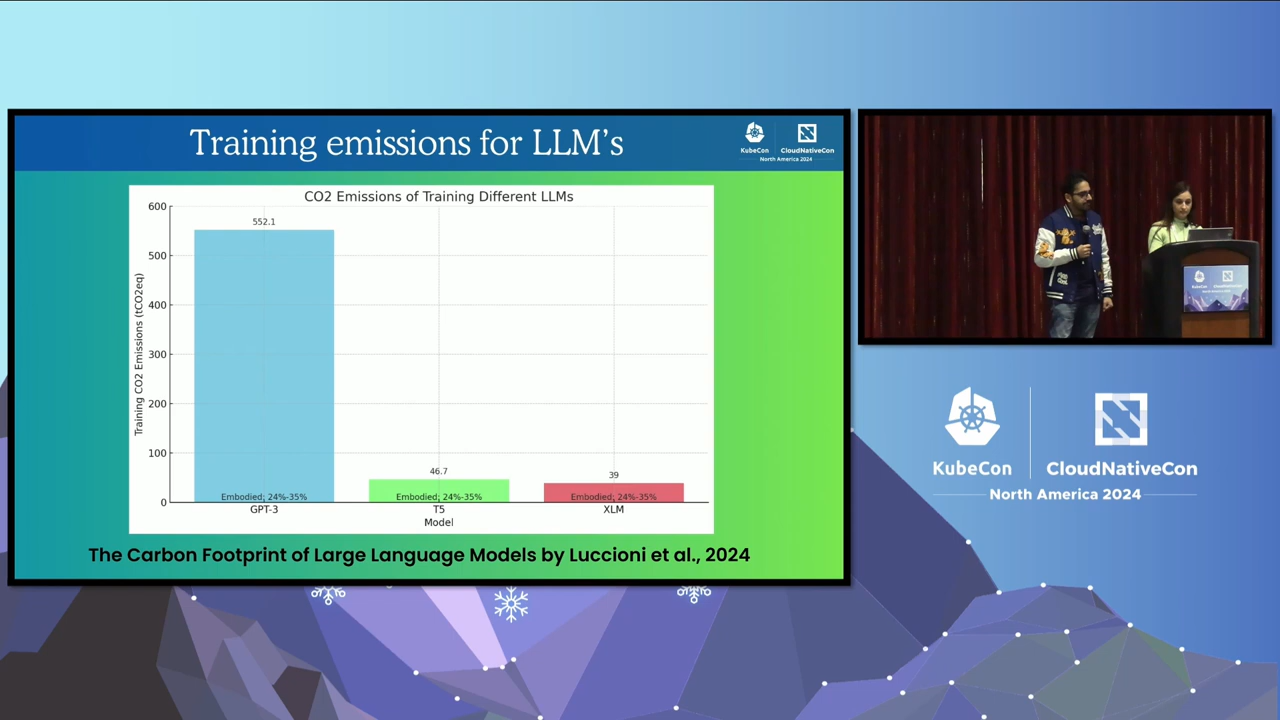 Training emissions for LLM's
KubeCon
CloudNativeCon
North America 2024
CO2 Emissions of Training Different LLMs
Training CO2 Emissions (tCO2eq)
600
500
400
300
200
100
0
552.1
46.7
39
Embodied; 24%-35%
Embodied; 24%-35%
Embodied; 24%-35%
GPT-3
T5
XLM
Model
The Carbon Footprint of Large Language Models by Luccioni et al., 2024
KubeCon
CloudNativeCon
KubeCon
CloudNativeCon
North America 2024